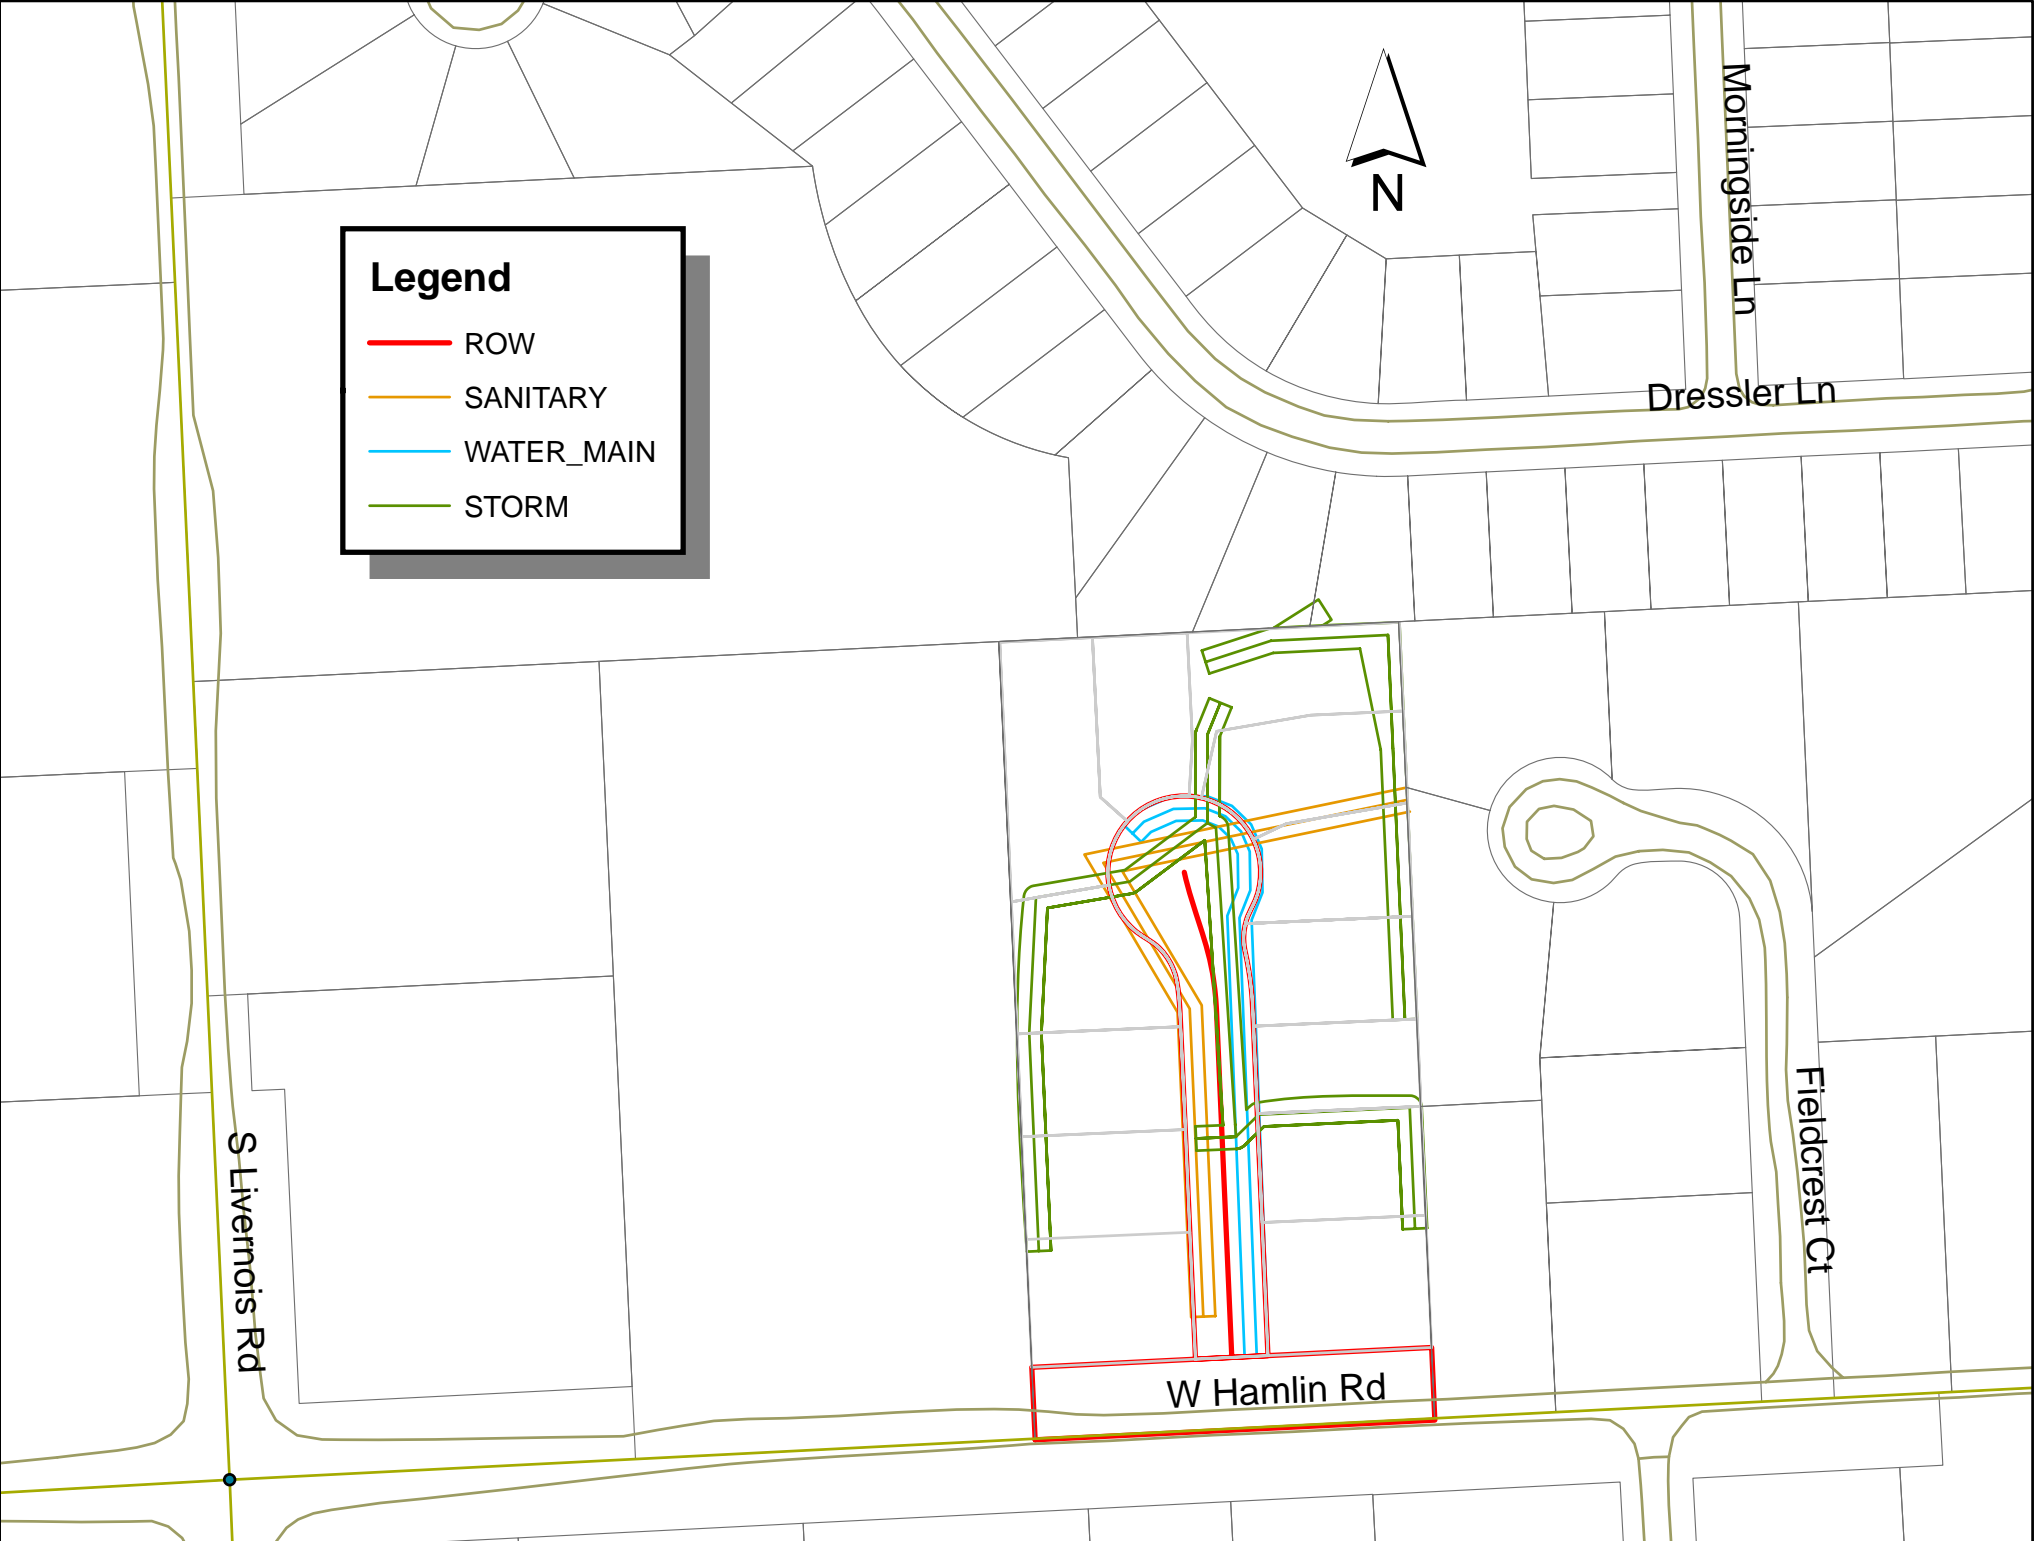 Morningside Ln
N
Legend
ROW
SANITARY
WATER_MAIN
STORM
Dressler Ln
Fieldcrest Ct
S Livernois Rd
W Hamlin Rd